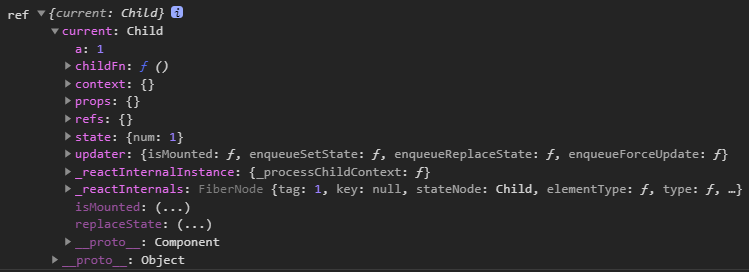 ref ▼{current: Child} i
▼current: Child
a: 1
▶childFn: ƒ ()
▶context: {}
▶props: {}
▶refs: {}
▶state: {num: 1}
▶updater: {isMounted: ƒ, enqueueSetState: ƒ, enqueueReplaceState: ƒ, enqueueForceUpdate: ƒ}
▶_reactInternalInstance: {_processChildContext: ƒ}
▶_reactInternals: FiberNode {tag: 1, key: null, stateNode: Child, elementType: ƒ, type: ƒ, …}
isMounted: (...)
replaceState: (...)
▶__proto__: Component
▶__proto__: Object